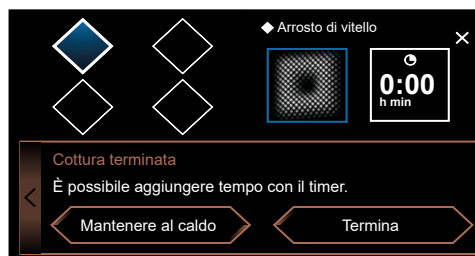 Arrosto di vitello
0:00
h min
Cottura terminata
È possibile aggiungere tempo con il timer.
Mantenere al caldo
Termina